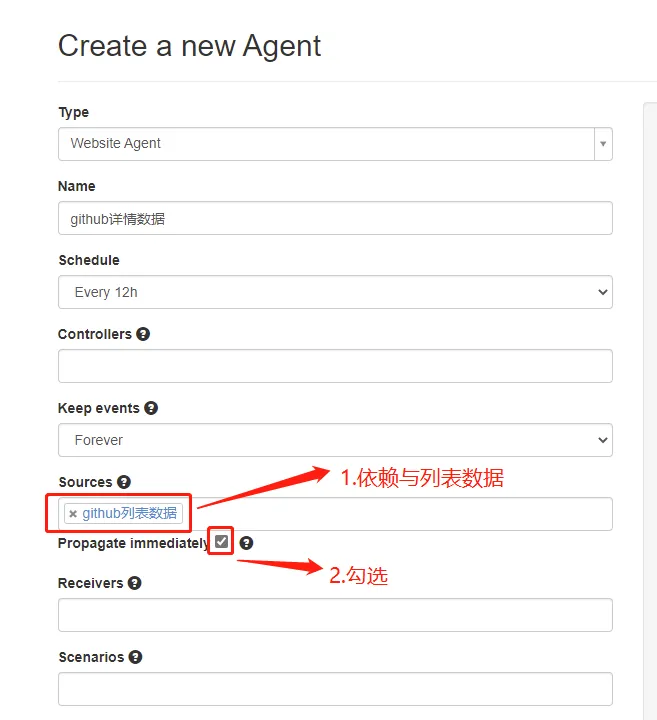 Create a new Agent
Type
Website Agent
Name
github详情数据
Schedule
Every 12h
Controllers
Keep events
Forever
Sources
1.依赖与列表数据
× github列表数据
Propagate immediately
2.勾选
Receivers
Scenarios